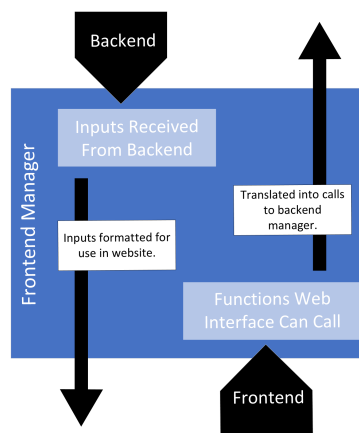 Backend
Inputs Received
From Backend
Frontend Manager
Translated into calls
to backend
manager.
Inputs formatted for
use in website.
Functions Web
Interface Can Call
Frontend